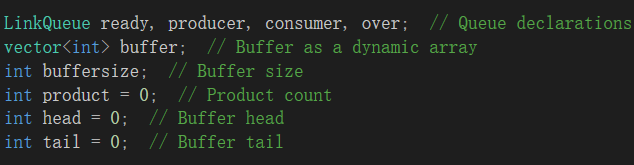 LinkQueue ready, producer, consumer, over;  // Queue declarations
vector<int> buffer;  // Buffer as a dynamic array
int buffersize;  // Buffer size
int product = 0;  // Product count
int head = 0;  // Buffer head
int tail = 0;  // Buffer tail